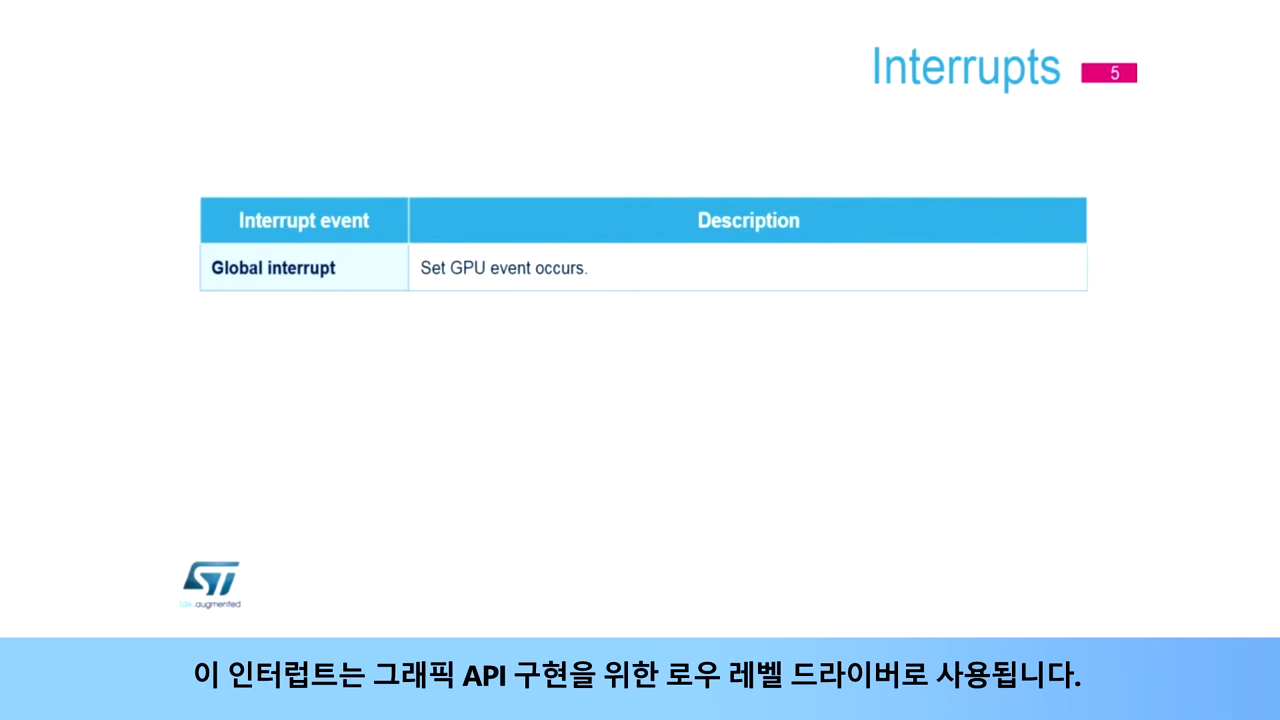 Interrupts
5
Interrupt event Description
Global interrupt Set GPU event occurs.
life.augmented
이 인터럽트는 그래픽 API 구현을 위한 로우 레벨 드라이버로 사용됩니다.